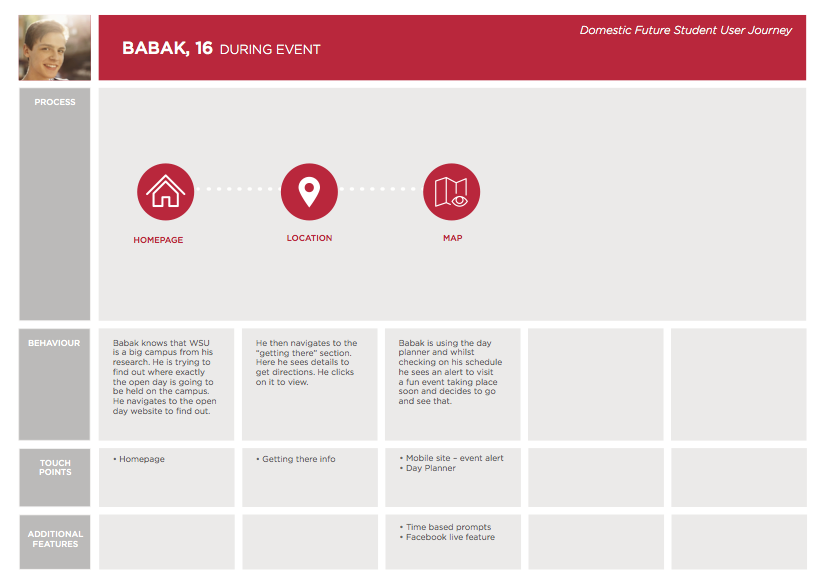 BABAK, 16 DURING EVENT
Domestic Future Student User Journey
PROCESS
HOMEPAGE
LOCATION
MAP
BEHAVIOUR
Babak knows that WSU
is a big campus from his
research. He is trying to
find out where exactly
the open day is going to
be held on the campus.
He navigates to the open
day website to find out.
He then navigates to the
“getting there” section.
Here he sees details to
get directions. He clicks
on it to view.
Babak is using the day
planner and whilst
checking on his schedule
he sees an alert to visit
a fun event taking place
soon and decides to go
and see that.
TOUCH
POINTS
• Homepage
• Getting there info
• Mobile site – event alert
• Day Planner
ADDITIONAL
FEATURES
• Time based prompts
• Facebook live feature